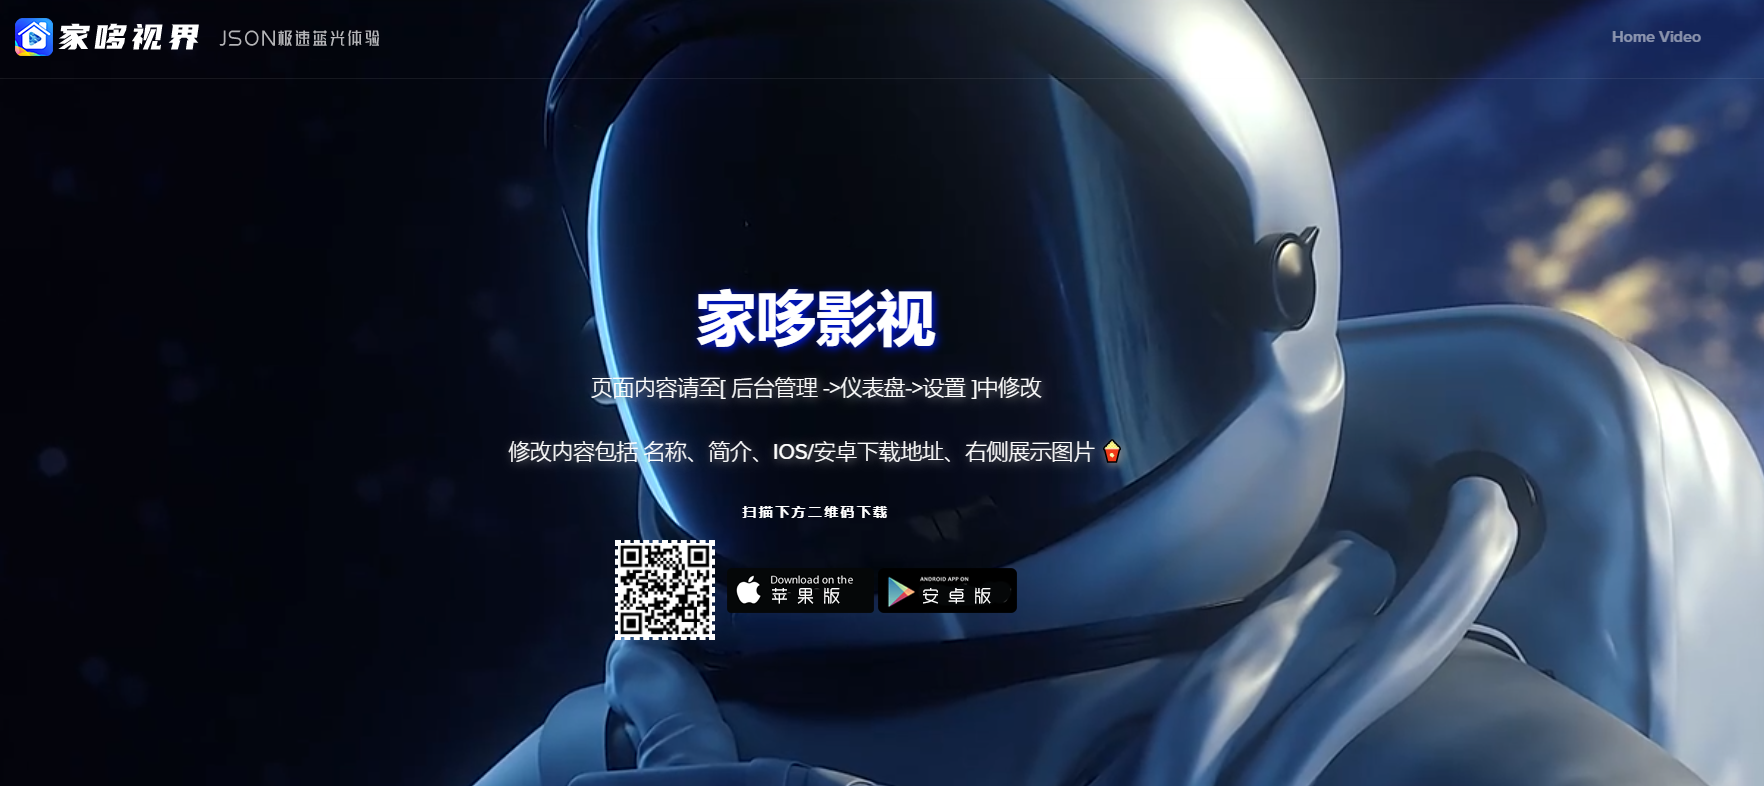 家哆视界 JSON极速蓝光体验 Home Video
家哆影视
页面内容请至[ 后台管理 ->仪表盘->设置 ]中修改
修改内容包括 名称、简介、IOS/安卓下载地址、右侧展示图片
扫描下方二维码下载
Download on the
苹果版
ANDROID APP ON
安卓版